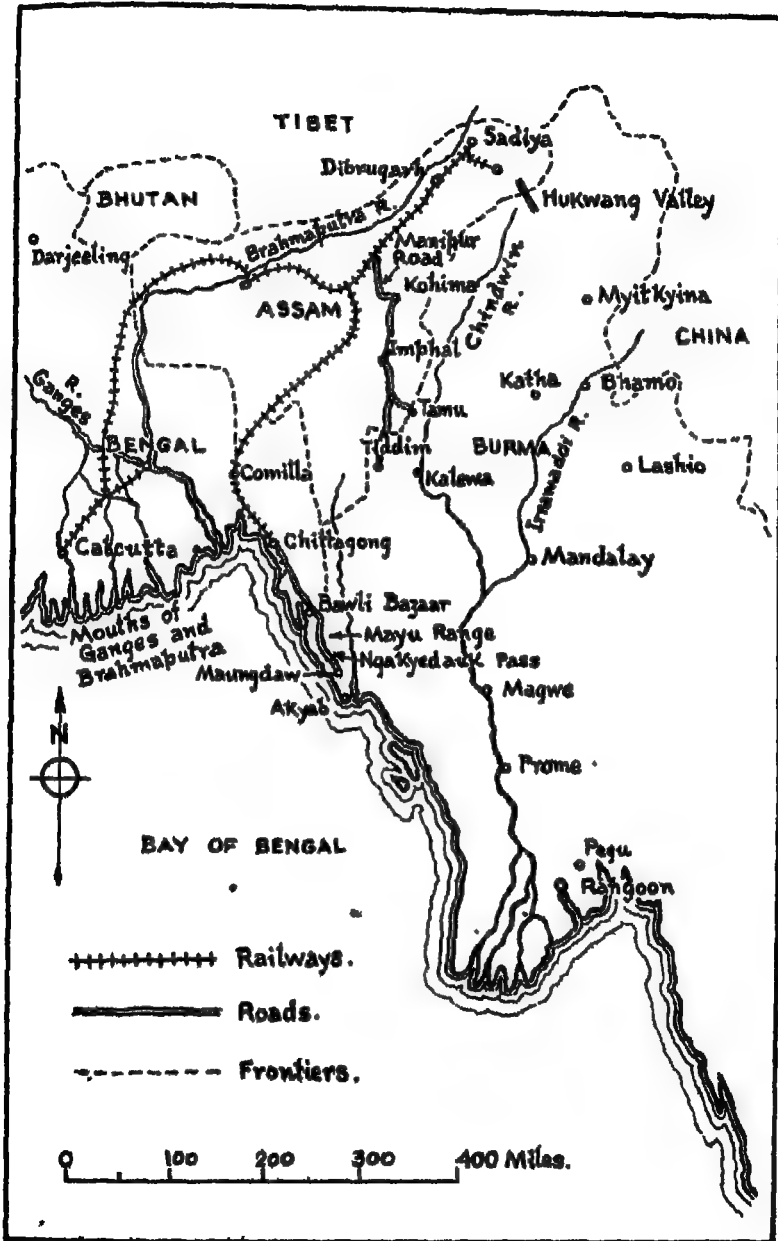 TIBET
Sadiya
Dibrugarh
BHUTAN
Hukwang Valley
Brahmaputva R.
Darjeeling
Manipur
Road
Kohima
Chindwin
R.
ASSAM
Myitkyina
CHINA
Imphal
R.
Ganges
Katha
Bhamo
Tamu
BENGAL
Tiddim
BURMA
Comilla
Kalewa
Lashio
Irrawaddi R.
Calcutta
Chittagong
Mandalay
Bawli Bazaar
Mouths of
Ganges and
Brahmaputra
Mayu Range
Ngakyedauk Pass
Maungdaw
Magwe
Akyab
N
Prome
BAY OF BENGAL
Pegu
Rangoon
Railways.
Roads.
Frontiers.
0 100 200 300 400 Miles.